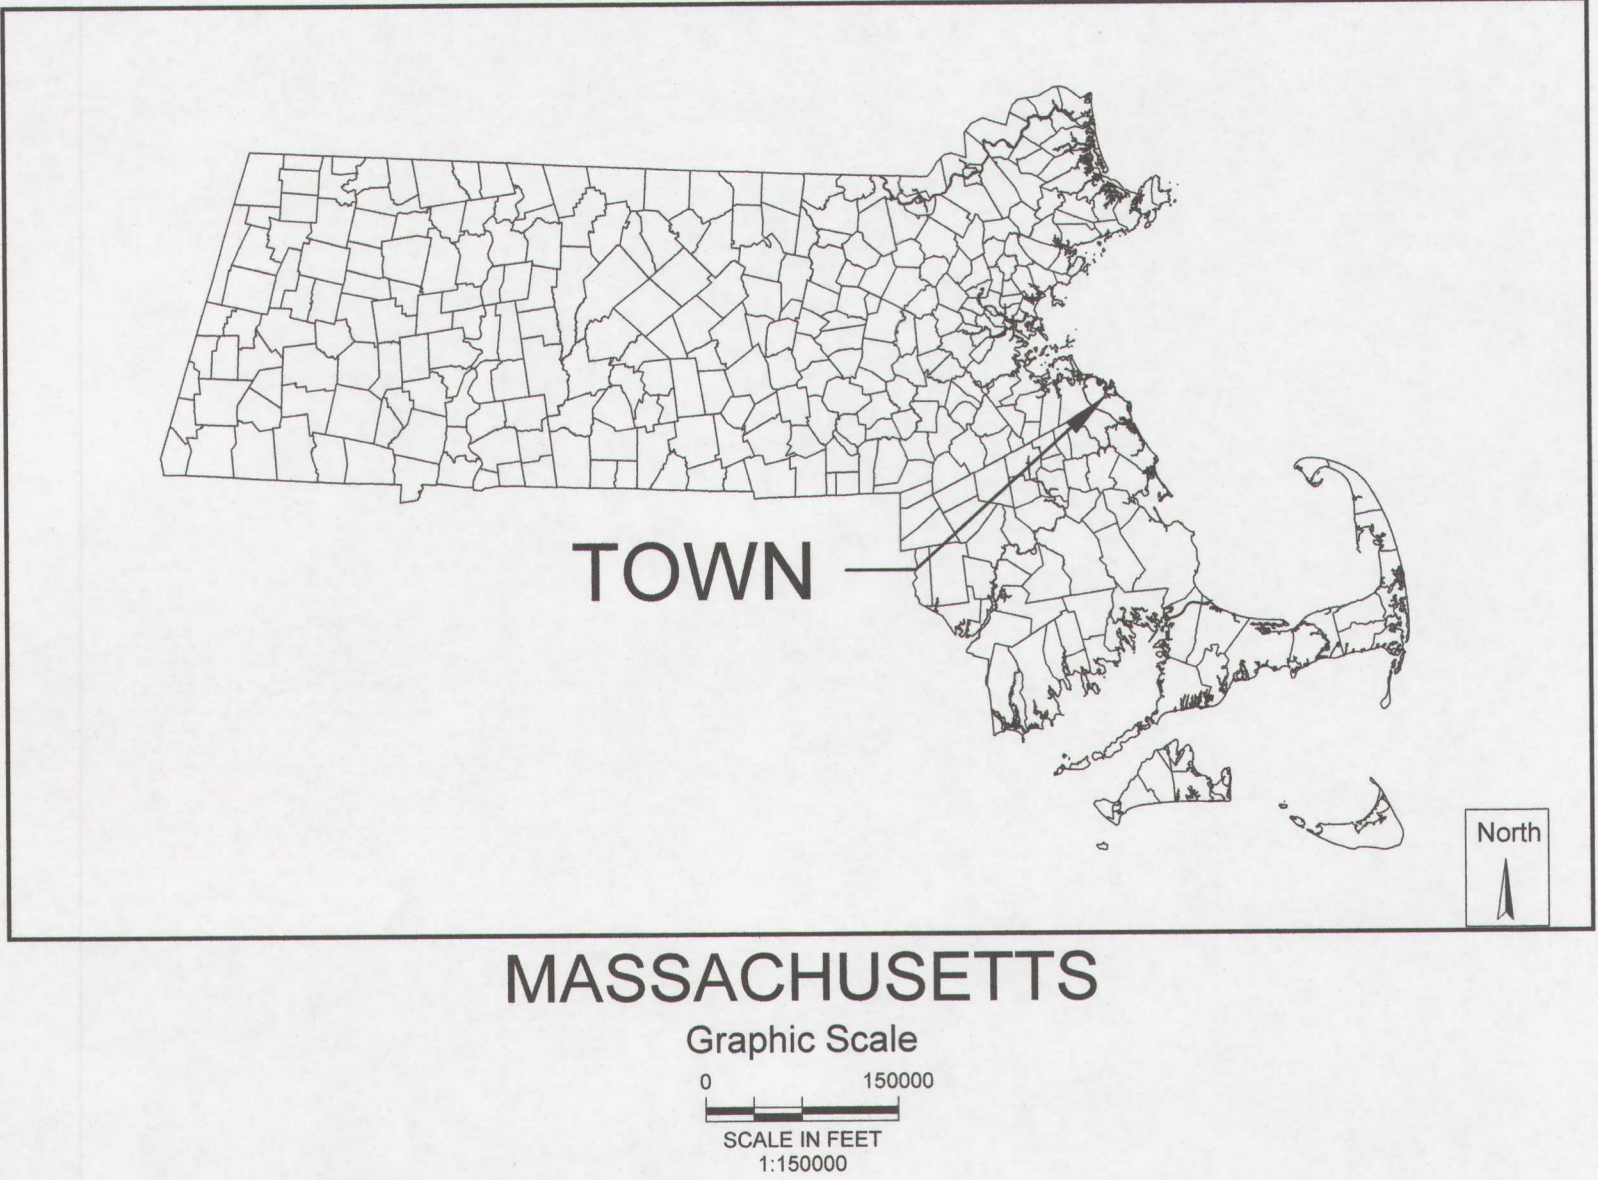 TOWN
North
MASSACHUSETTS
Graphic Scale
0 150000
SCALE IN FEET
1:150000